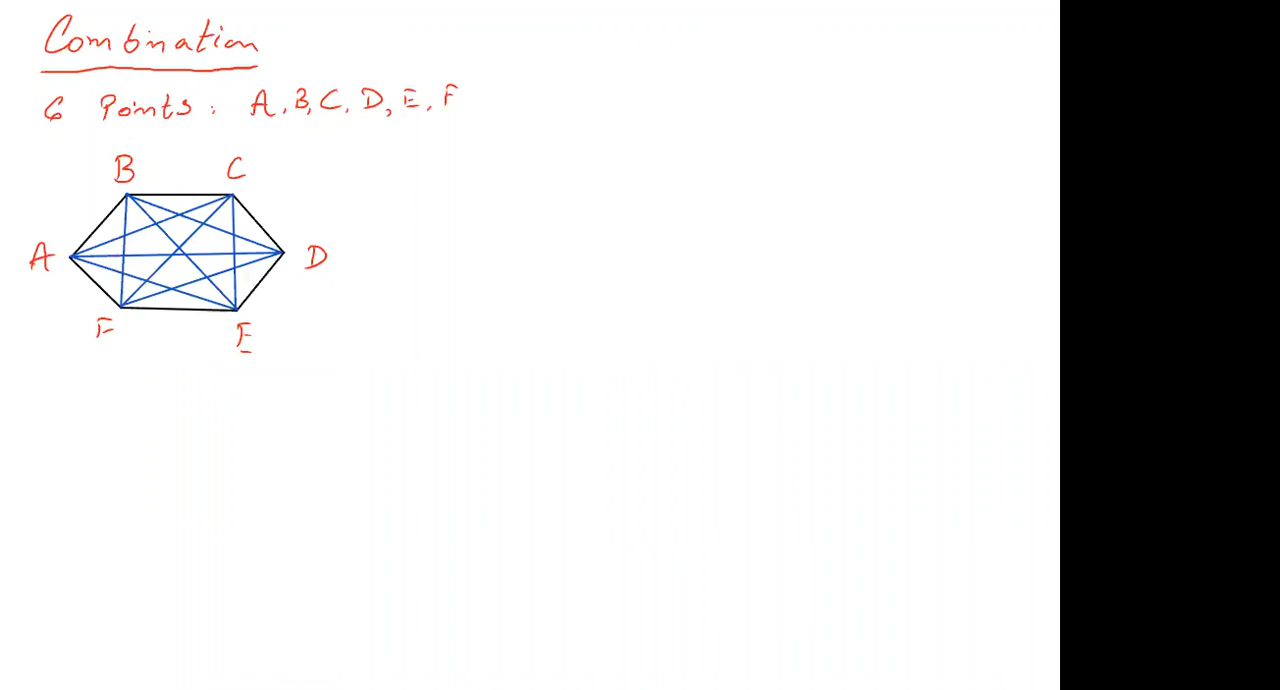 Combination
6 Points : A, B, C, D, E, F
B C
A D
F E